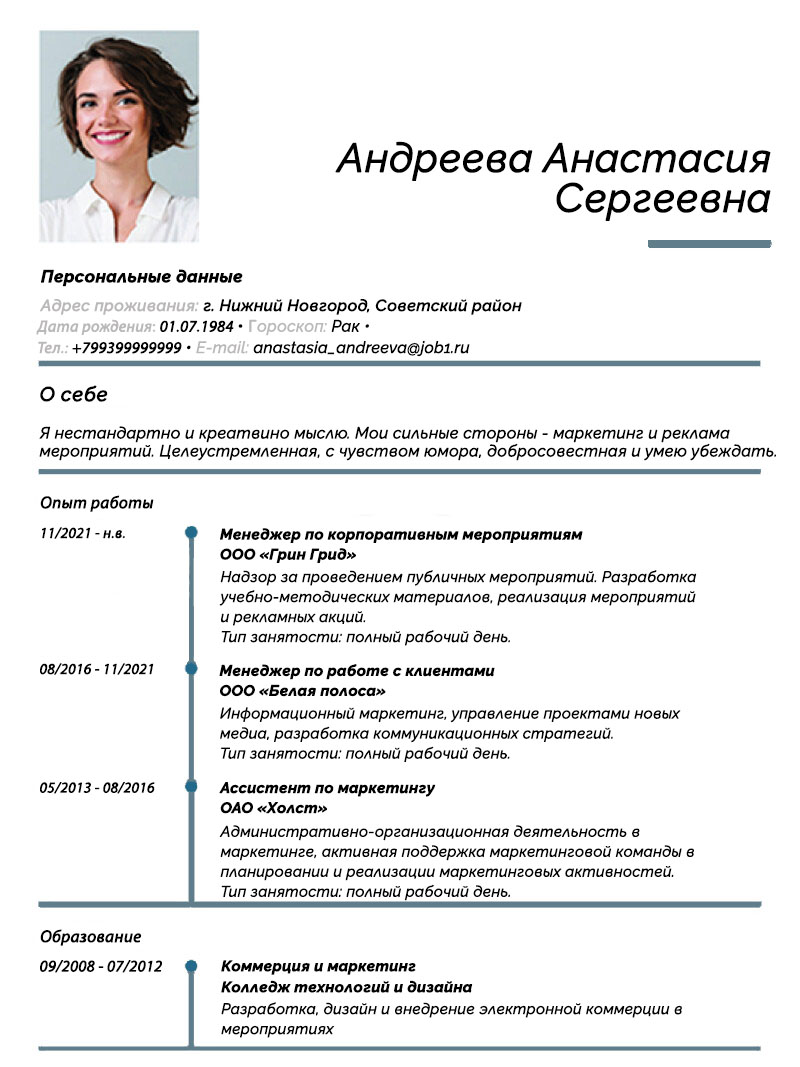 Андреева Анастасия
Сергеевна
Персональные данные
Адрес проживания: г. Нижний Новгород, Советский район
Дата рождения: 01.07.1984 • Гороскоп: Рак •
Тел.: +799399999999 • E-mail: anastasia_andreeva@job1.ru
О себе
Я нестандартно и креатвино мыслю. Мои сильные стороны - маркетинг и реклама
мероприятий. Целеустремленная, с чувством юмора, добросовестная и умею убеждать.
Опыт работы
11/2021 - н.в.
Менеджер по корпоративным мероприятиям
ООО «Грин Грид»
Надзор за проведением публичных мероприятий. Разработка
учебно-методических материалов, реализация мероприятий
и рекламных акций.
Тип занятости: полный рабочий день.
08/2016 - 11/2021
Менеджер по работе с клиентами
ООО «Белая полоса»
Информационный маркетинг, управление проектами новых
медиа, разработка коммуникационных стратегий.
Тип занятости: полный рабочий день.
05/2013 - 08/2016
Ассистент по маркетингу
ОАО «Холст»
Административно-организационная деятельность в
маркетинге, активная поддержка маркетинговой команды в
планировании и реализации маркетинговых активностей.
Тип занятости: полный рабочий день.
Образование
09/2008 - 07/2012
Коммерция и маркетинг
Колледж технологий и дизайна
Разработка, дизайн и внедрение электронной коммерции в
мероприятиях